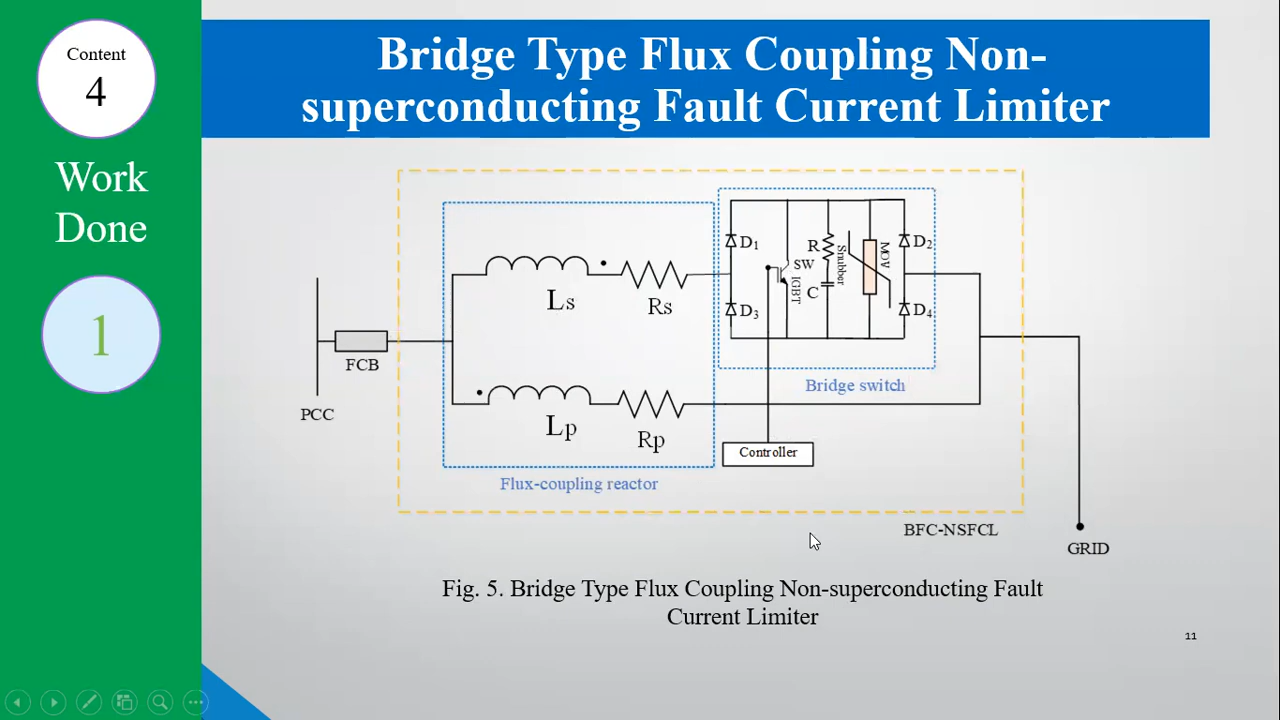 Content
4
Work
Done
1
Bridge Type Flux Coupling Non-
superconducting Fault Current Limiter
D1
D2
R
Snubber
MOV
SW
IGBT
C
D3
D4
Ls
Rs
FCB
Bridge switch
PCC
Lp
Rp
Controller
Flux-coupling reactor
BFC-NSFCL
GRID
Fig. 5. Bridge Type Flux Coupling Non-superconducting Fault
Current Limiter
11